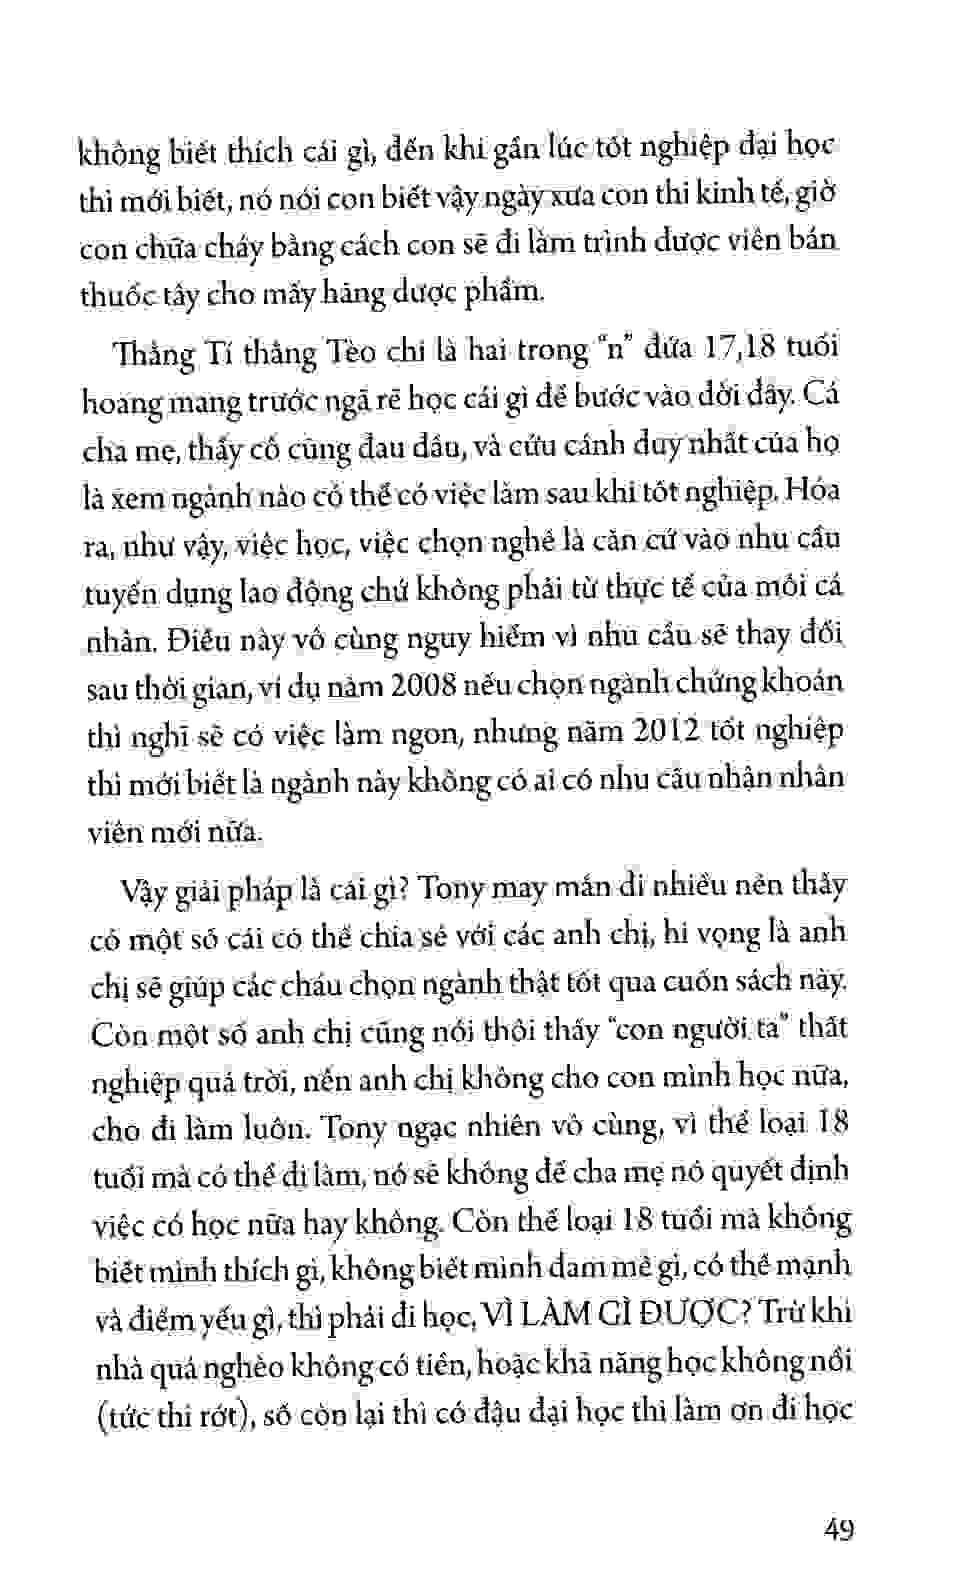 không biết thích cái gì, đến khi gần lúc tốt nghiệp đại học
thì mới biết, nó nói con biết vậy ngày xưa con thi kinh tế, giờ
con chữa cháy bằng cách con sẽ đi làm trình dược viên bán
thuốc tây cho mấy hãng dược phẩm.
Thằng Tí thằng Tèo chỉ là hai trong “n” đứa 17,18 tuổi
hoang mang trước ngã rẽ học cái gì để bước vào đời đây. Cả
cha mẹ, thầy cô cũng đau đầu, và cứu cánh duy nhất của họ
là xem ngành nào có thể có việc làm sau khi tốt nghiệp. Hóa
ra, như vậy, việc học, việc chọn nghề là căn cứ vào nhu cầu
tuyển dụng lao động chứ không phải từ thực tế của mỗi cá
nhân. Điều này vô cùng nguy hiểm vì nhu cầu sẽ thay đổi
sau thời gian, ví dụ năm 2008 nếu chọn ngành chứng khoán
thì nghĩ sẽ có việc làm ngon, nhưng năm 2012 tốt nghiệp
thì mới biết là ngành này không có ai có nhu cầu nhận nhân
viên mới nữa.
Vậy giải pháp là cái gì? Tony may mắn đi nhiều nên thấy
có một số cái có thể chia sẻ với các anh chị, hi vọng là anh
chị sẽ giúp các cháu chọn ngành thật tốt qua cuốn sách này.
Còn một số anh chị cũng nói thôi thấy “con người ta” thất
nghiệp quá trời, nên anh chị không cho con mình học nữa,
cho đi làm luôn. Tony ngạc nhiên vô cùng, vì thể loại 18
tuổi mà có thể đi làm, nó sẽ không để cha mẹ nó quyết định
việc có học nữa hay không. Còn thể loại 18 tuổi mà không
biết mình thích gì, không biết mình đam mê gì, có thế mạnh
và điểm yếu gì, thì phải đi học, VÌ LÀM GÌ ĐƯỢC? Trừ khi
nhà quá nghèo không có tiền, hoặc khả năng học không nổi
(tức thi rớt), số còn lại thì có đậu đại học thì làm ơn đi học
49